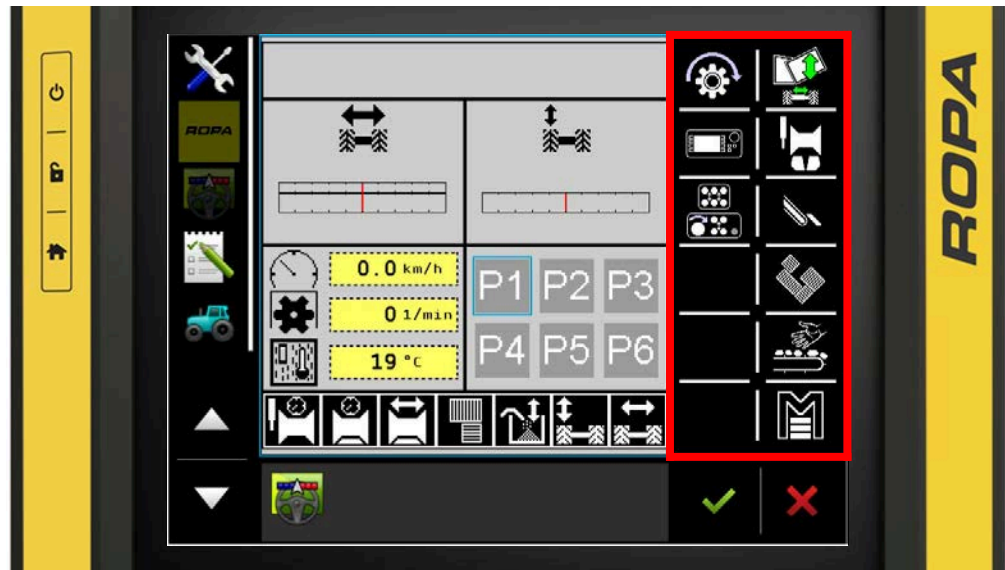 ROPA
0.0 km/h
0 1/min
19 °C
P1 P2 P3
P4 P5 P6
ROPA